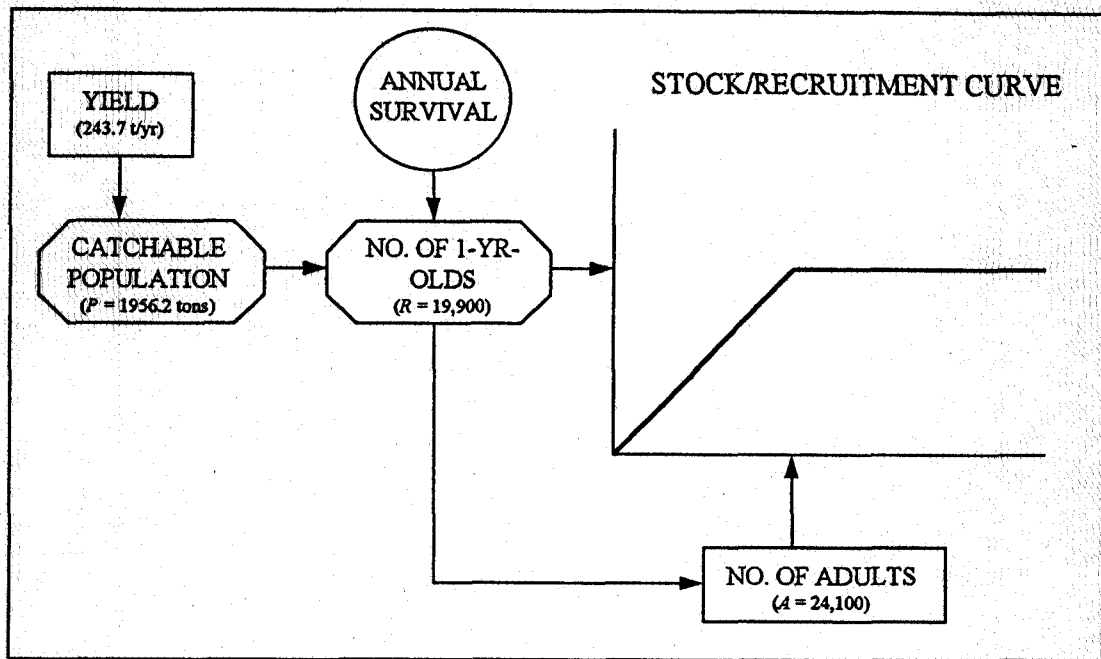 YIELD
(243.7 t/yr)
ANNUAL
SURVIVAL
STOCK/RECRUITMENT CURVE
CATCHABLE
POPULATION
(P = 1956.2 tons)
NO. OF 1-YR-
OLDS
(R = 19,900)
NO. OF ADULTS
(A = 24,100)